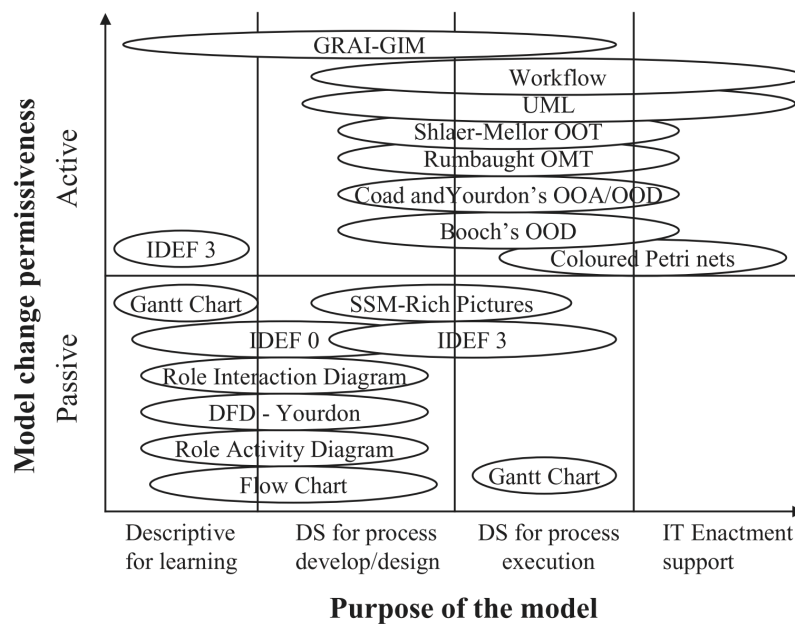 GRAI-GIM
Workflow
UML
Shlaer-Mellor OOT
Rumbaught OMT
Coad andYourdon's OOA/OOD
Booch's OOD
IDEF 3
Coloured Petri nets
Gantt Chart
SSM-Rich Pictures
IDEF 0
IDEF 3
Role Interaction Diagram
DFD - Yourdon
Role Activity Diagram
Gantt Chart
Flow Chart
Model change permissiveness
Active
Passive
Descriptive
for learning
DS for process
develop/design
DS for process
execution
IT Enactment
support
Purpose of the model